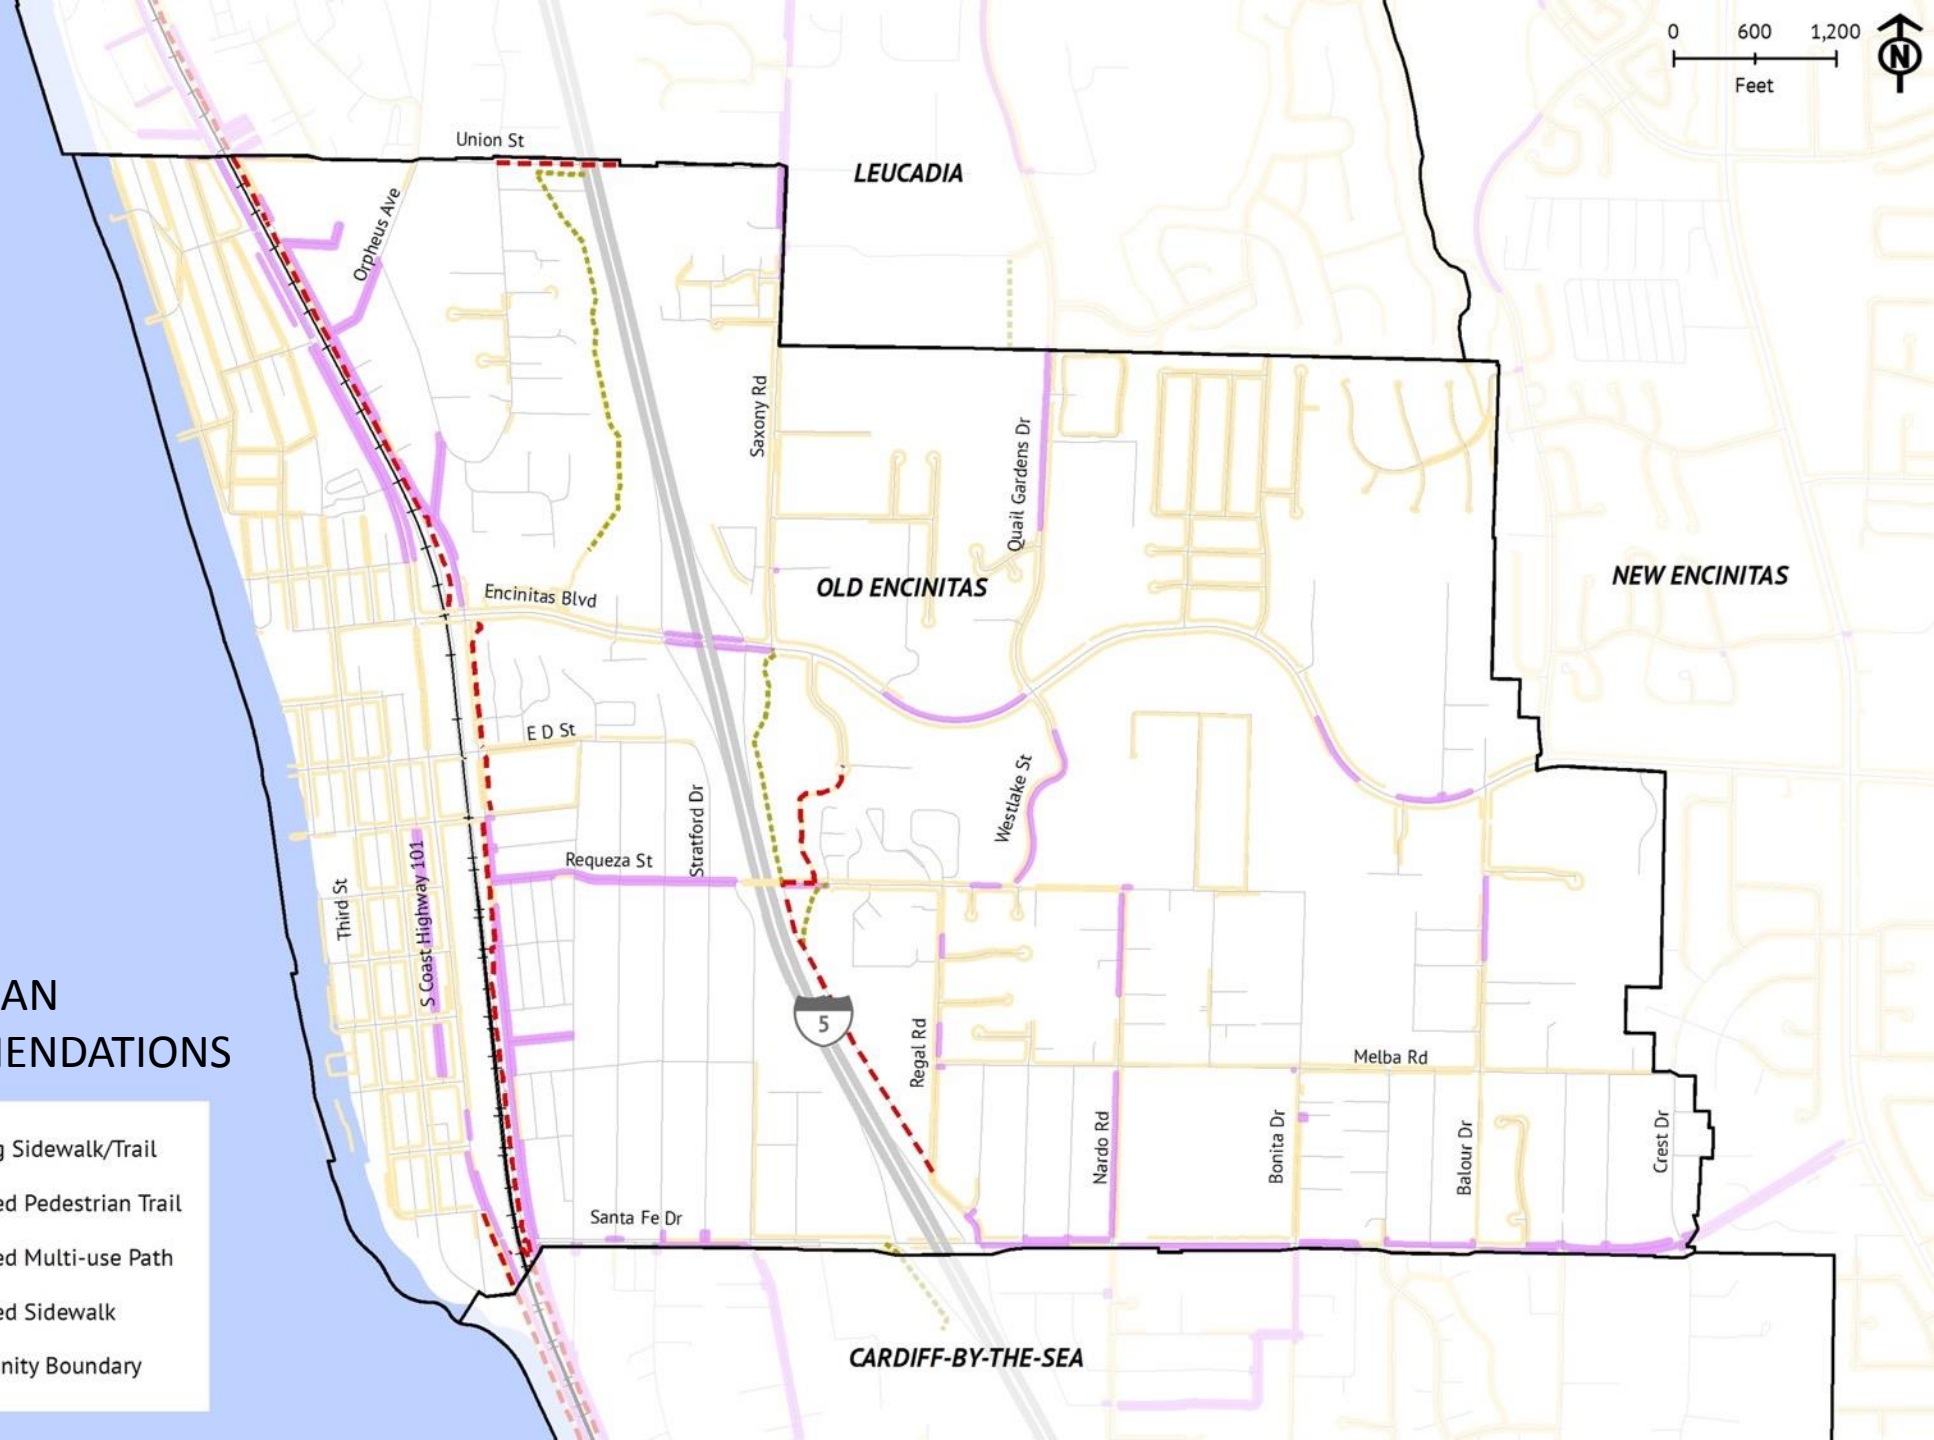 0 600 1,200
Feet
N
Union St
LEUCADIA
Orpheus Ave
Saxony Rd
Quail Gardens Dr
OLD ENCINITAS
NEW ENCINITAS
Encinitas Blvd
E D St
Westlake St
Stratford Dr
Requeza St
Third St
S Coast Highway 101
5
Regal Rd
Melba Rd
Nardo Rd
Bonita Dr
Balour Dr
Crest Dr
Santa Fe Dr
CARDIFF-BY-THE-SEA
AN
ENDATIONS
g Sidewalk/Trail
ed Pedestrian Trail
ed Multi-use Path
ed Sidewalk
nity Boundary